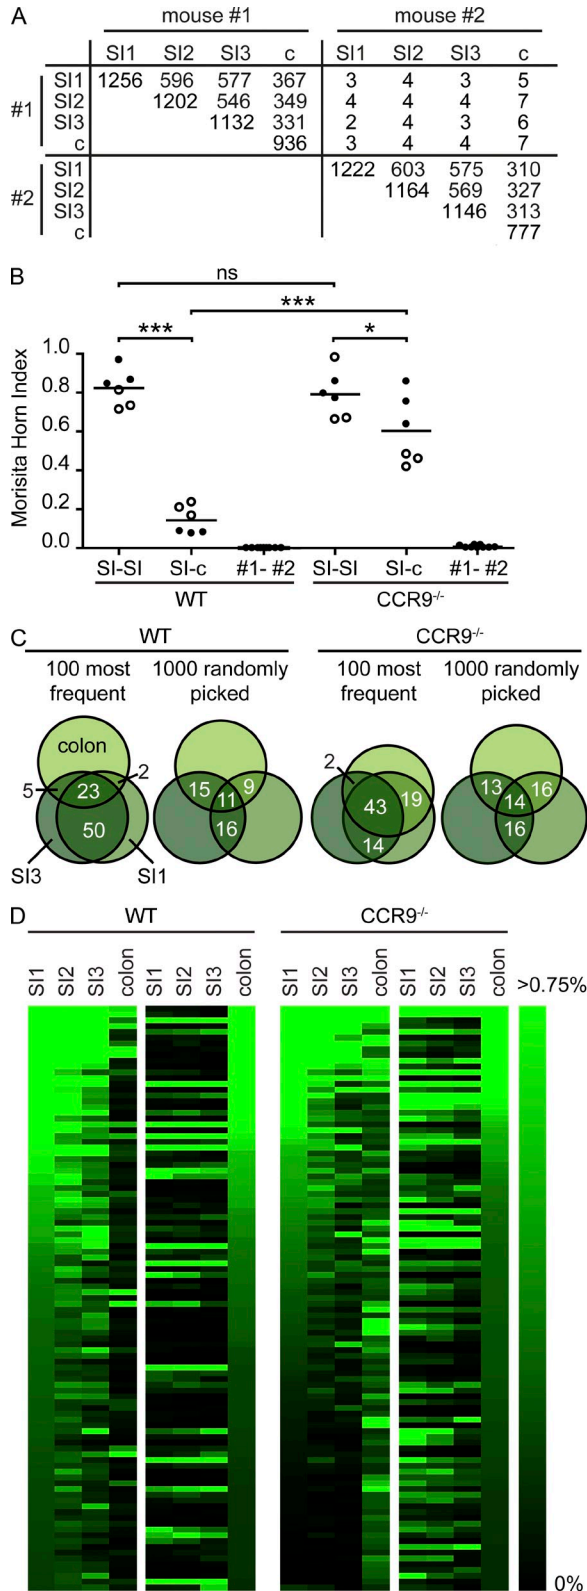 A
mouse #1 mouse #2
SI1 SI2 SI3 c SI1 SI2 SI3 c
#1
SI1 1256 596 577 367 3 4 3 5
SI2 1202 546 349 4 4 4 7
SI3 1132 331 2 4 3 6
c 936 3 4 4 7
#2
SI1 1222 603 575 310
SI2 1164 569 327
SI3 1146 313
c 777
B
ns
***
*** *
Morisita Horn Index
1.0
0.8
0.6
0.4
0.2
0.0
SI-SI SI-c #1- #2 SI-SI SI-c #1- #2
WT CCR9-/-
C
WT CCR9-/-
100 most frequent
1000 randomly picked
100 most frequent
1000 randomly picked
colon
5 23 2
50
SI3 SI1
15 9
11
16
2
43 19
14
13 16
14
16
D
WT CCR9-/-
SI1 SI2 SI3 colon SI1 SI2 SI3 colon SI1 SI2 SI3 colon SI1 SI2 SI3 colon
>0.75%
0%